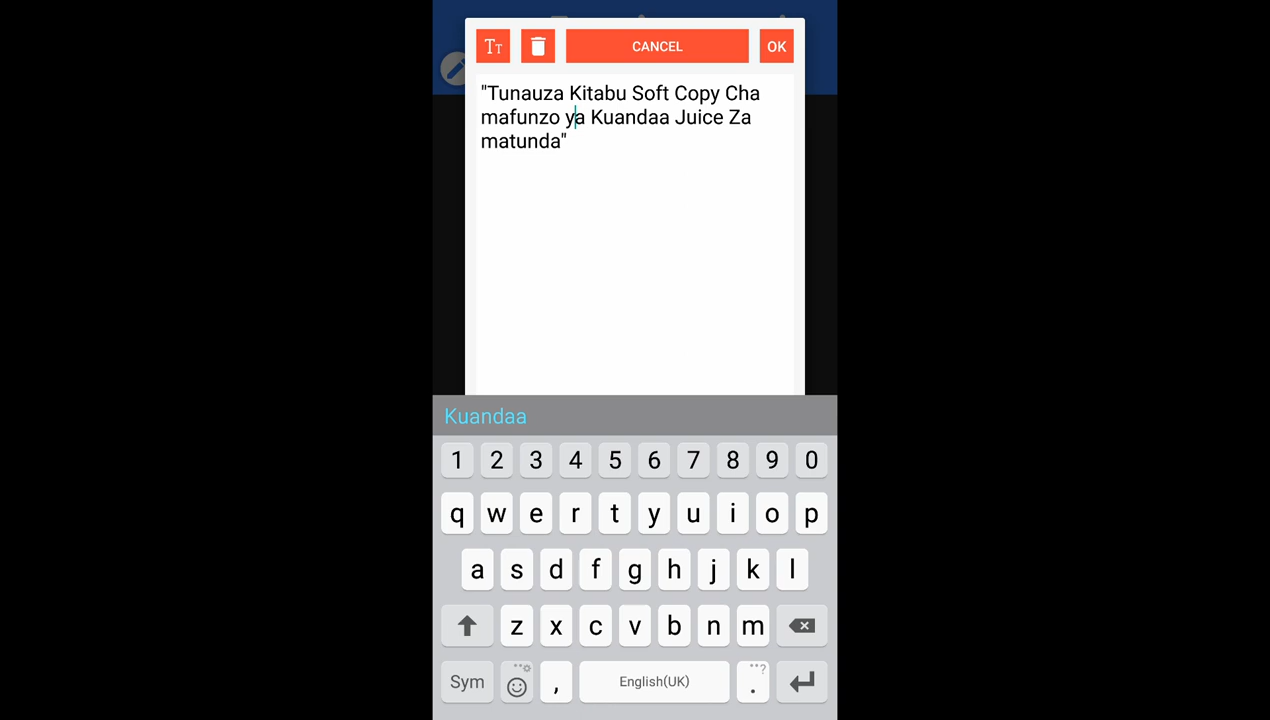 Tт CANCEL OK
"Tunauza Kitabu Soft Copy Cha
mafunzo ya Kuandaa Juice Za
matunda"
Kuandaa
1 2 3 4 5 6 7 8 9 0
q w e r t y u i o p
a s d f g h j k l
z x c v b n m
Sym , English(UK) .